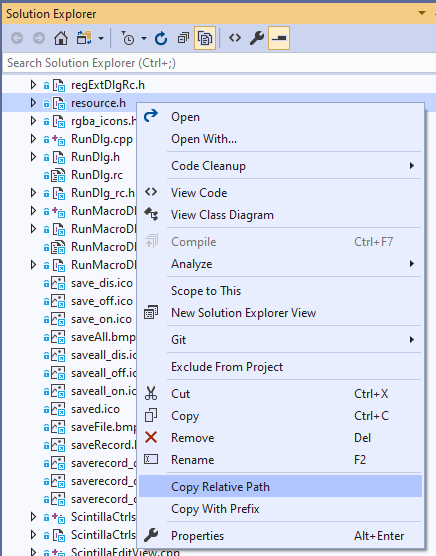 Solution Explorer
Search Solution Explorer (Ctrl+;)
regExtDlgRc.h
resource.h
rgba_icons.h
RunDlg.cpp
RunDlg.h
RunDlg.rc
RunDlg_rc.h
RunMacroDl
RunMacroDl
RunMacroDl
RunMacroDl
save_dis.ico
save_off.ico
save_on.ico
saveAll.bmp
saveall_dis.ic
saveall_off.ic
saveall_on.ic
saved.ico
saveFile.bmp
saveRecord.b
saverecord_d
saverecord_o
saverecord_o
ScintillaCtrls
ScintillaCtrls
ScintillaEditView.cpp
Open
Open With...
Code Cleanup
View Code
View Class Diagram
Compile Ctrl+F7
Analyze
Scope to This
New Solution Explorer View
Git
Exclude From Project
Cut Ctrl+X
Copy Ctrl+C
Remove Del
Rename F2
Copy Relative Path
Copy With Prefix
Properties Alt+Enter